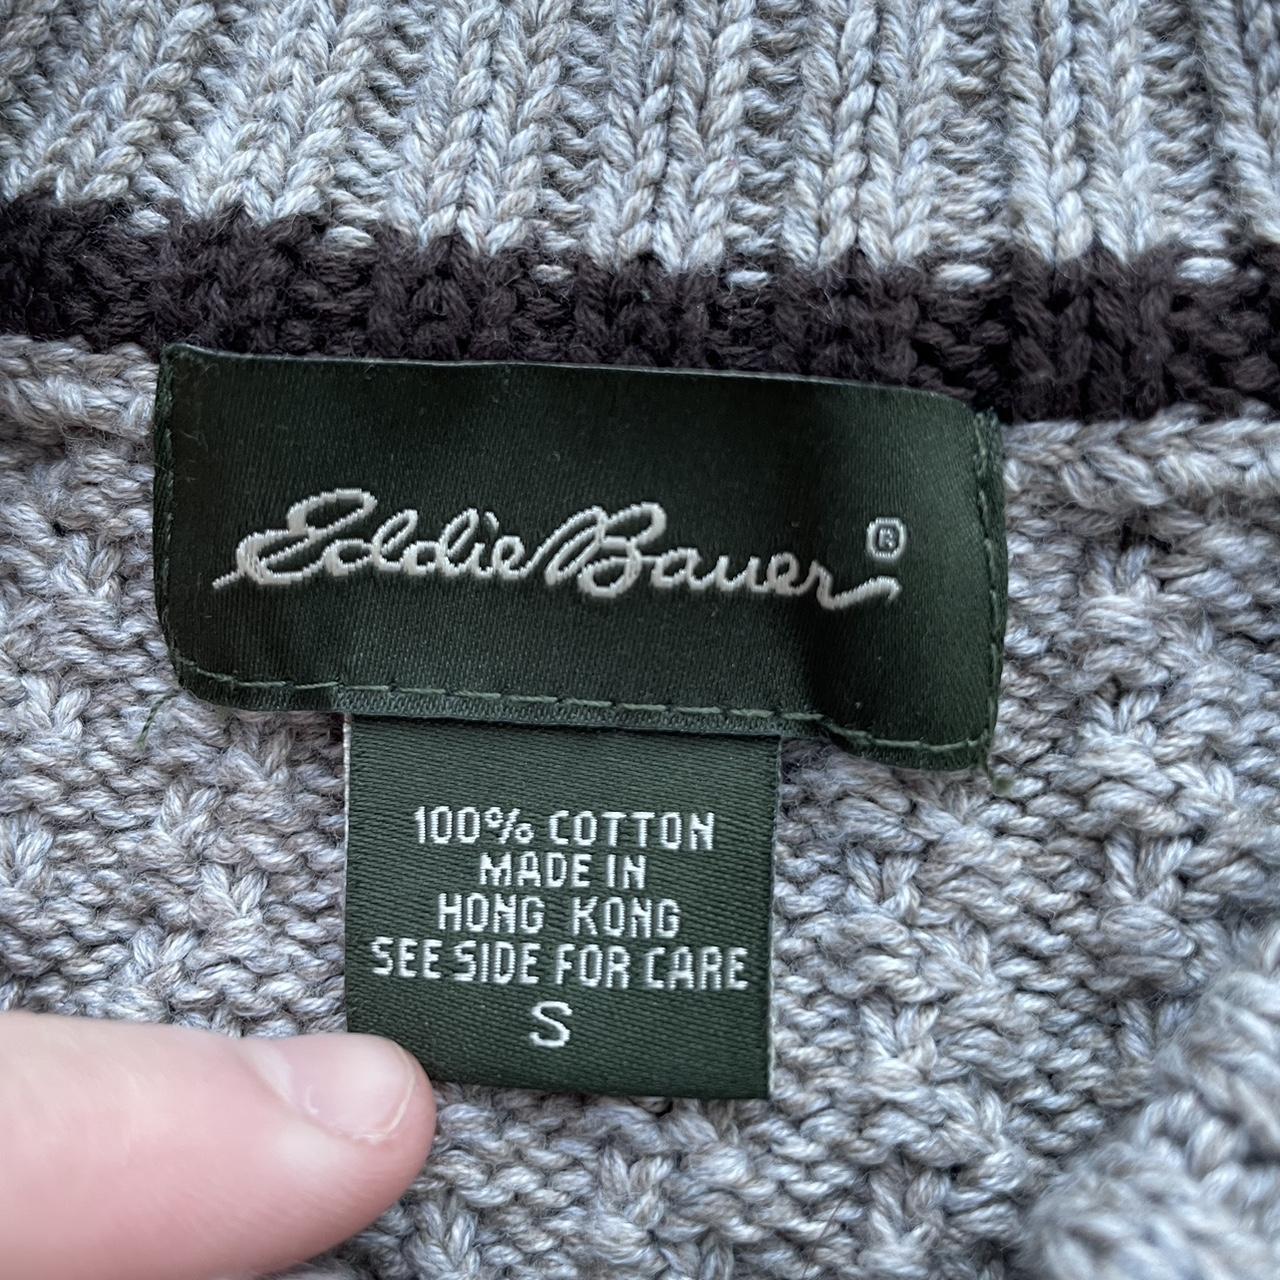 Eddie Bauer®
100% COTTON
MADE IN
HONG KONG
SEE SIDE FOR CARE
S